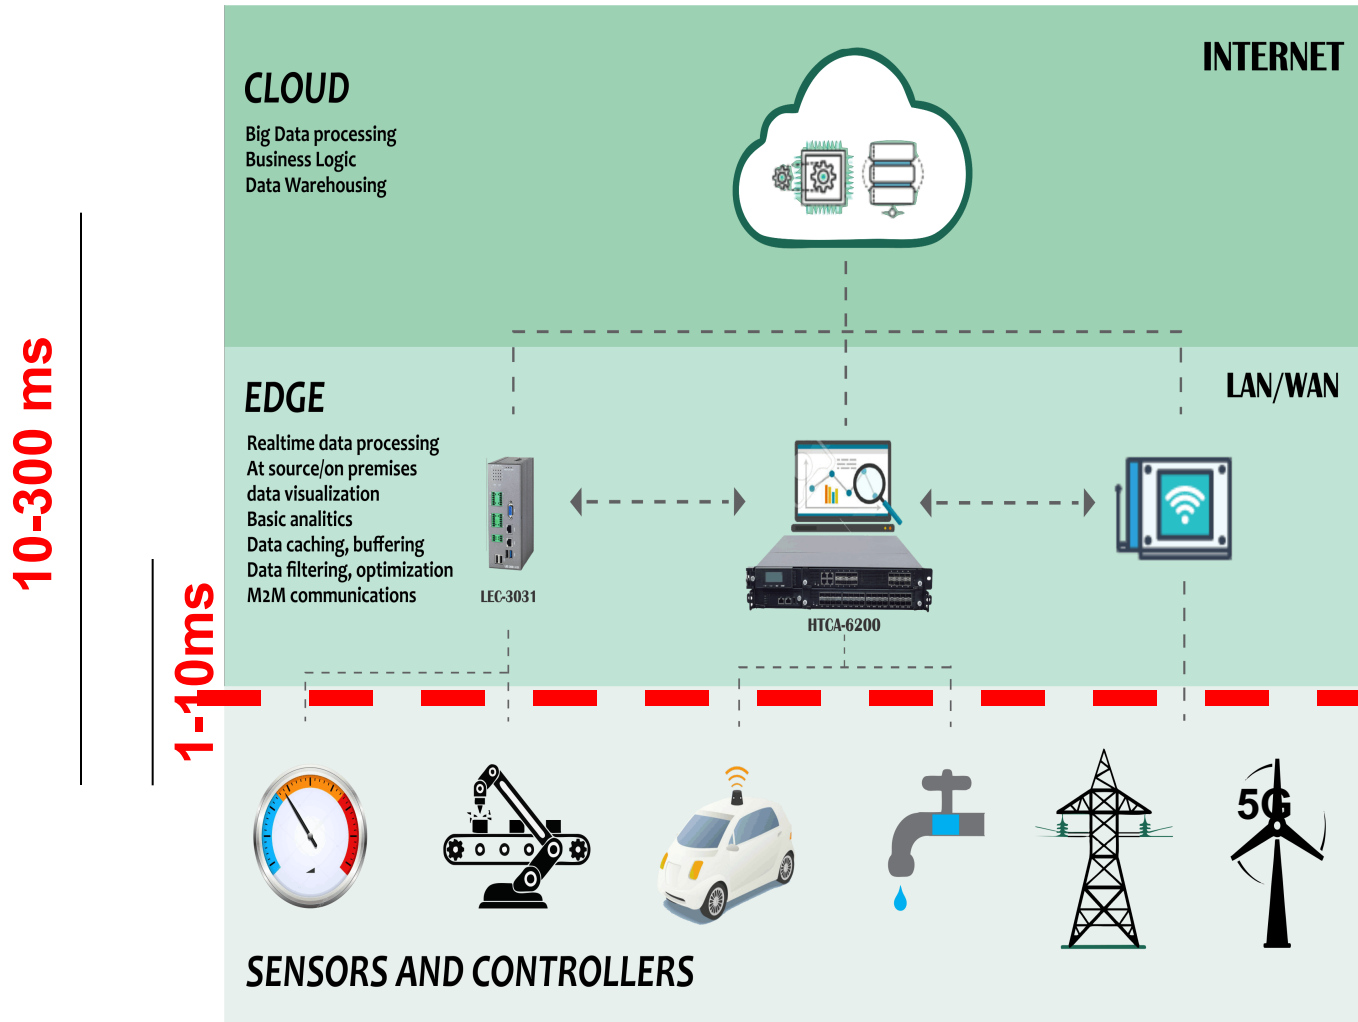 INTERNET
CLOUD
Big Data processing
Business Logic
Data Warehousing
10-300 ms
LAN/WAN
EDGE
Realtime data processing
At source/on premises
data visualization
Basic analitics
Data caching, buffering
Data filtering, optimization
M2M communications
LEC-3031
HTCA-6200
1-10ms
5G
SENSORS AND CONTROLLERS